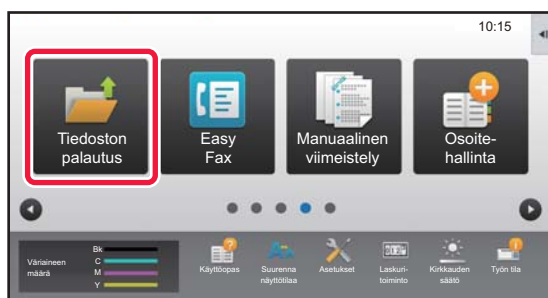 10:15
Tiedoston
palautus
Easy
Fax
Manuaalinen
viimeistely
Osoite-
hallinta
Väriaineen
määrä
Bk
C
M
Y
Käyttöopas
Suurenna
näyttötilaa
Asetukset
Laskuri-
toiminto
Kirkkauden
säätö
Työn tila